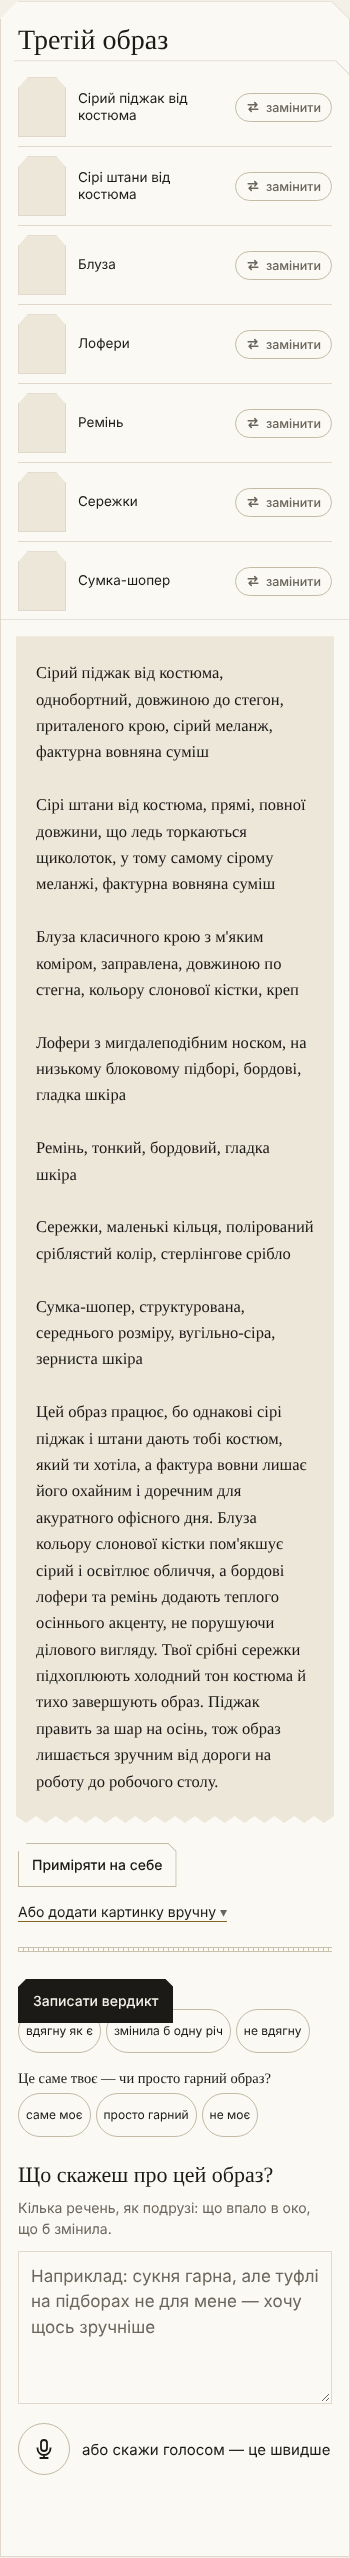 Третій образ
Сірий піджак від
костюма
⇄ замінити
Сірі штани від
костюма
⇄ замінити
Блуза
⇄ замінити
Лофери
⇄ замінити
Ремінь
⇄ замінити
Сережки
⇄ замінити
Сумка-шопер
⇄ замінити
Сірий піджак від костюма,
однобортний, довжиною до стегон,
приталеного крою, сірий меланж,
фактурна вовняна суміш
Сірі штани від костюма, прямі, повної
довжини, що ледь торкаються
щиколоток, у тому самому сірому
меланжі, фактурна вовняна суміш
Блуза класичного крою з м'яким
коміром, заправлена, довжиною по
стегна, кольору слонової кістки, креп
Лофери з мигдалеподібним носком, на
низькому блоковому підборі, бордові,
гладка шкіра
Ремінь, тонкий, бордовий, гладка
шкіра
Сережки, маленькі кільця, полірований
сріблястий колір, стерлінгове срібло
Сумка-шопер, структурована,
середнього розміру, вугільно-сіра,
зерниста шкіра
Цей образ працює, бо однакові сірі
піджак і штани дають тобі костюм,
який ти хотіла, а фактура вовни лишає
його охайним і доречним для
акуратного офісного дня. Блуза
кольору слонової кістки пом'якшує
сірий і освітлює обличчя, а бордові
лофери та ремінь додають теплого
осіннього акценту, не порушуючи
ділового вигляду. Твої срібні сережки
підхоплюють холодний тон костюма й
тихо завершують образ. Піджак
править за шар на осінь, тож образ
лишається зручним від дороги на
роботу до робочого столу.
Приміряти на себе
Або додати картинку вручну ▾
Записати вердикт
вдягну як є
змінила б одну річ
не вдягну
Це саме твоє — чи просто гарний образ?
саме моє
просто гарний
не моє
Що скажеш про цей образ?
Кілька речень, як подрузі: що впало в око,
що б змінила.
Наприклад: сукня гарна, але туфлі
на підборах не для мене — хочу
щось зручніше
або скажи голосом — це швидше